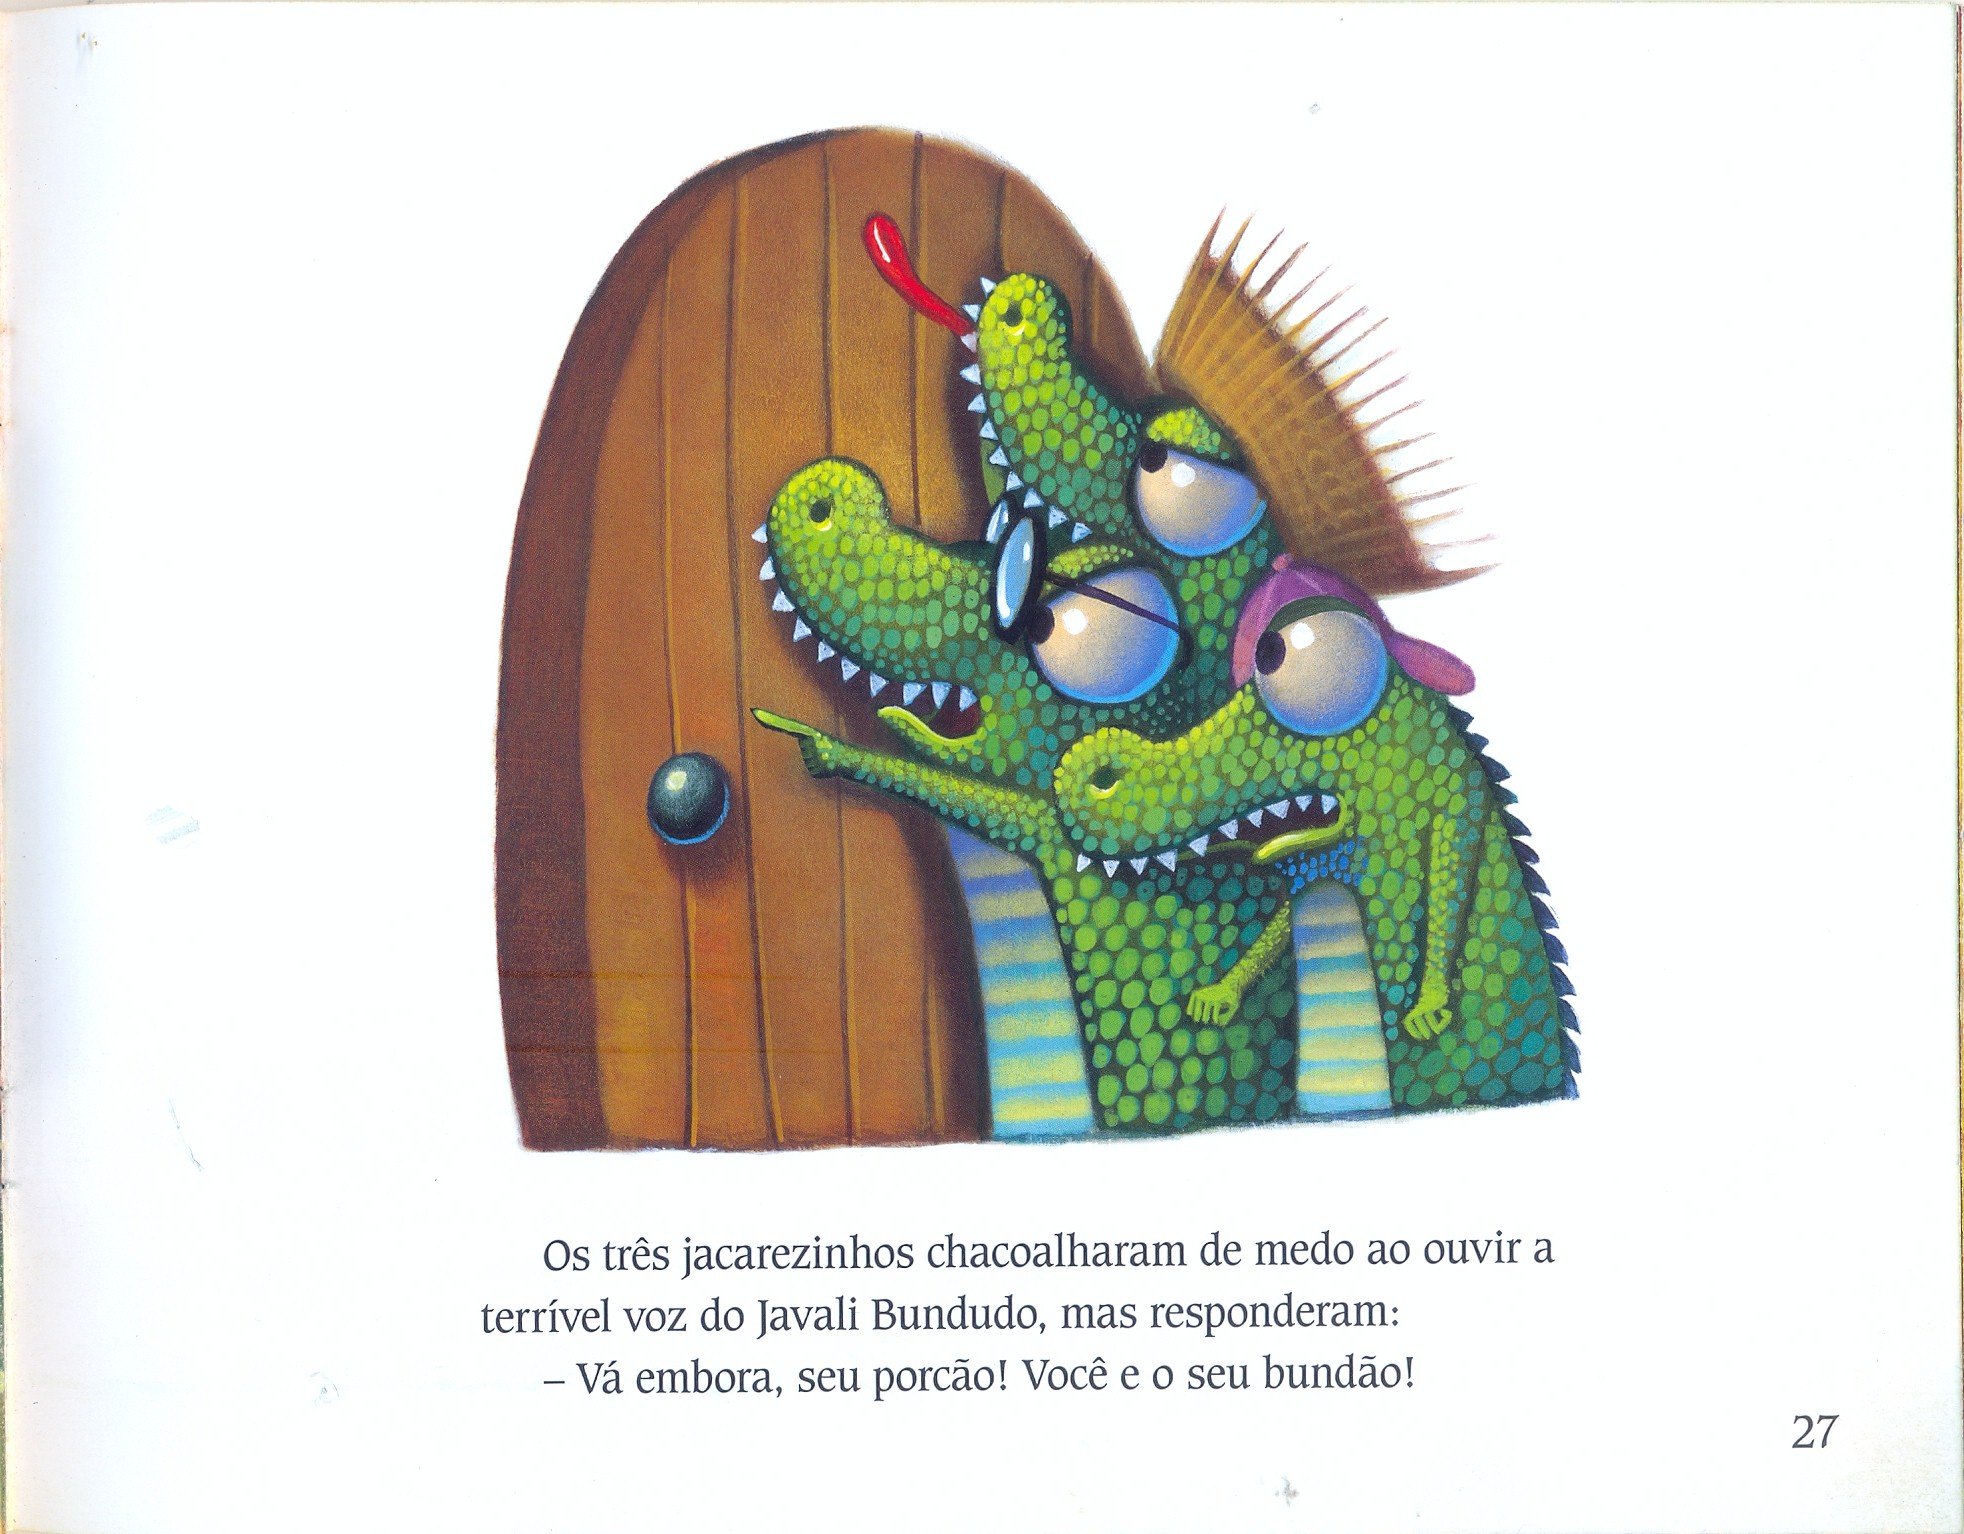 Os três jacarezinhos chacoalharam de medo ao ouvir a
terrível voz do Javali Bundudo, mas responderam:
– Vá embora, seu porcão! Você e o seu bundão!
27